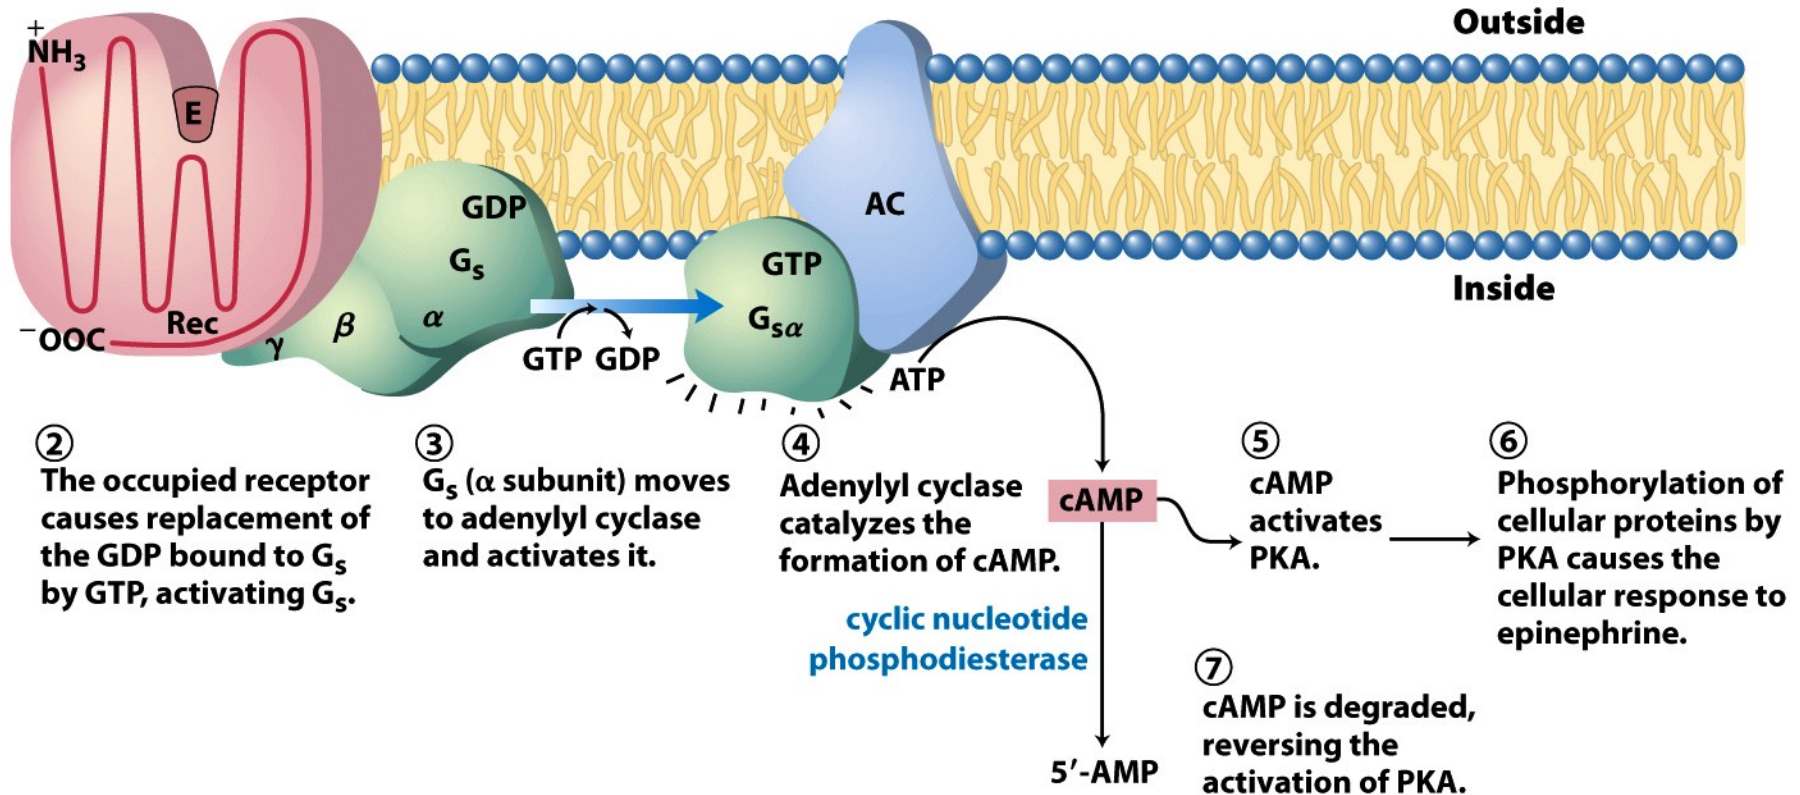 Outside
+
NH₃
E
GDP
AC
Gₛ
GTP
Inside
Rec
β
α
Gₛα
⁻OOC
γ
GTP GDP
ATP
②
The occupied receptor
causes replacement of
the GDP bound to Gₛ
by GTP, activating Gₛ.
③
Gₛ (α subunit) moves
to adenylyl cyclase
and activates it.
④
Adenylyl cyclase
catalyzes the
formation of cAMP.
cAMP
⑤
cAMP
activates
PKA.
⑥
Phosphorylation of
cellular proteins by
PKA causes the
cellular response to
epinephrine.
cyclic nucleotide
phosphodiesterase
⑦
cAMP is degraded,
reversing the
activation of PKA.
5′-AMP